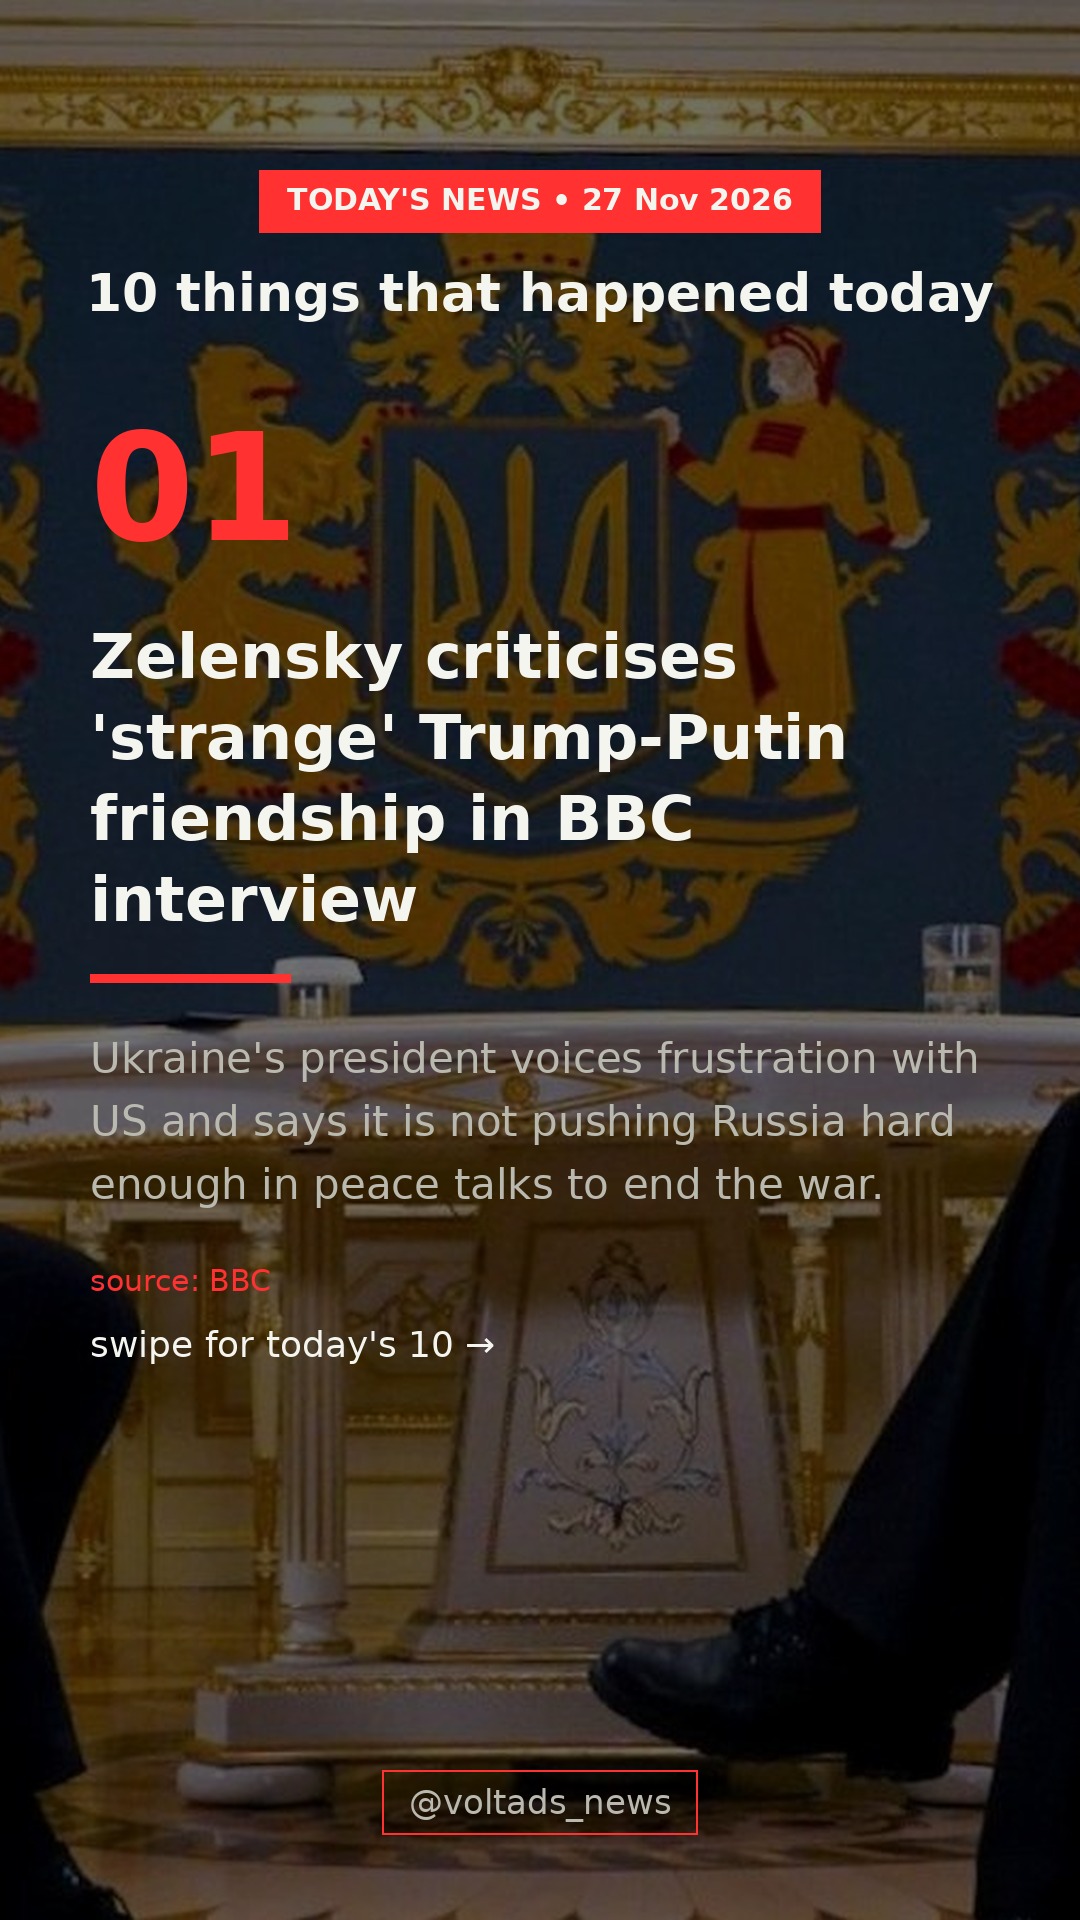 TODAY'S NEWS • 27 Nov 2026
10 things that happened today
01
Zelensky criticises
'strange' Trump-Putin
friendship in BBC
interview
Ukraine's president voices frustration with
US and says it is not pushing Russia hard
enough in peace talks to end the war.
source: BBC
swipe for today's 10 →
@voltads_news